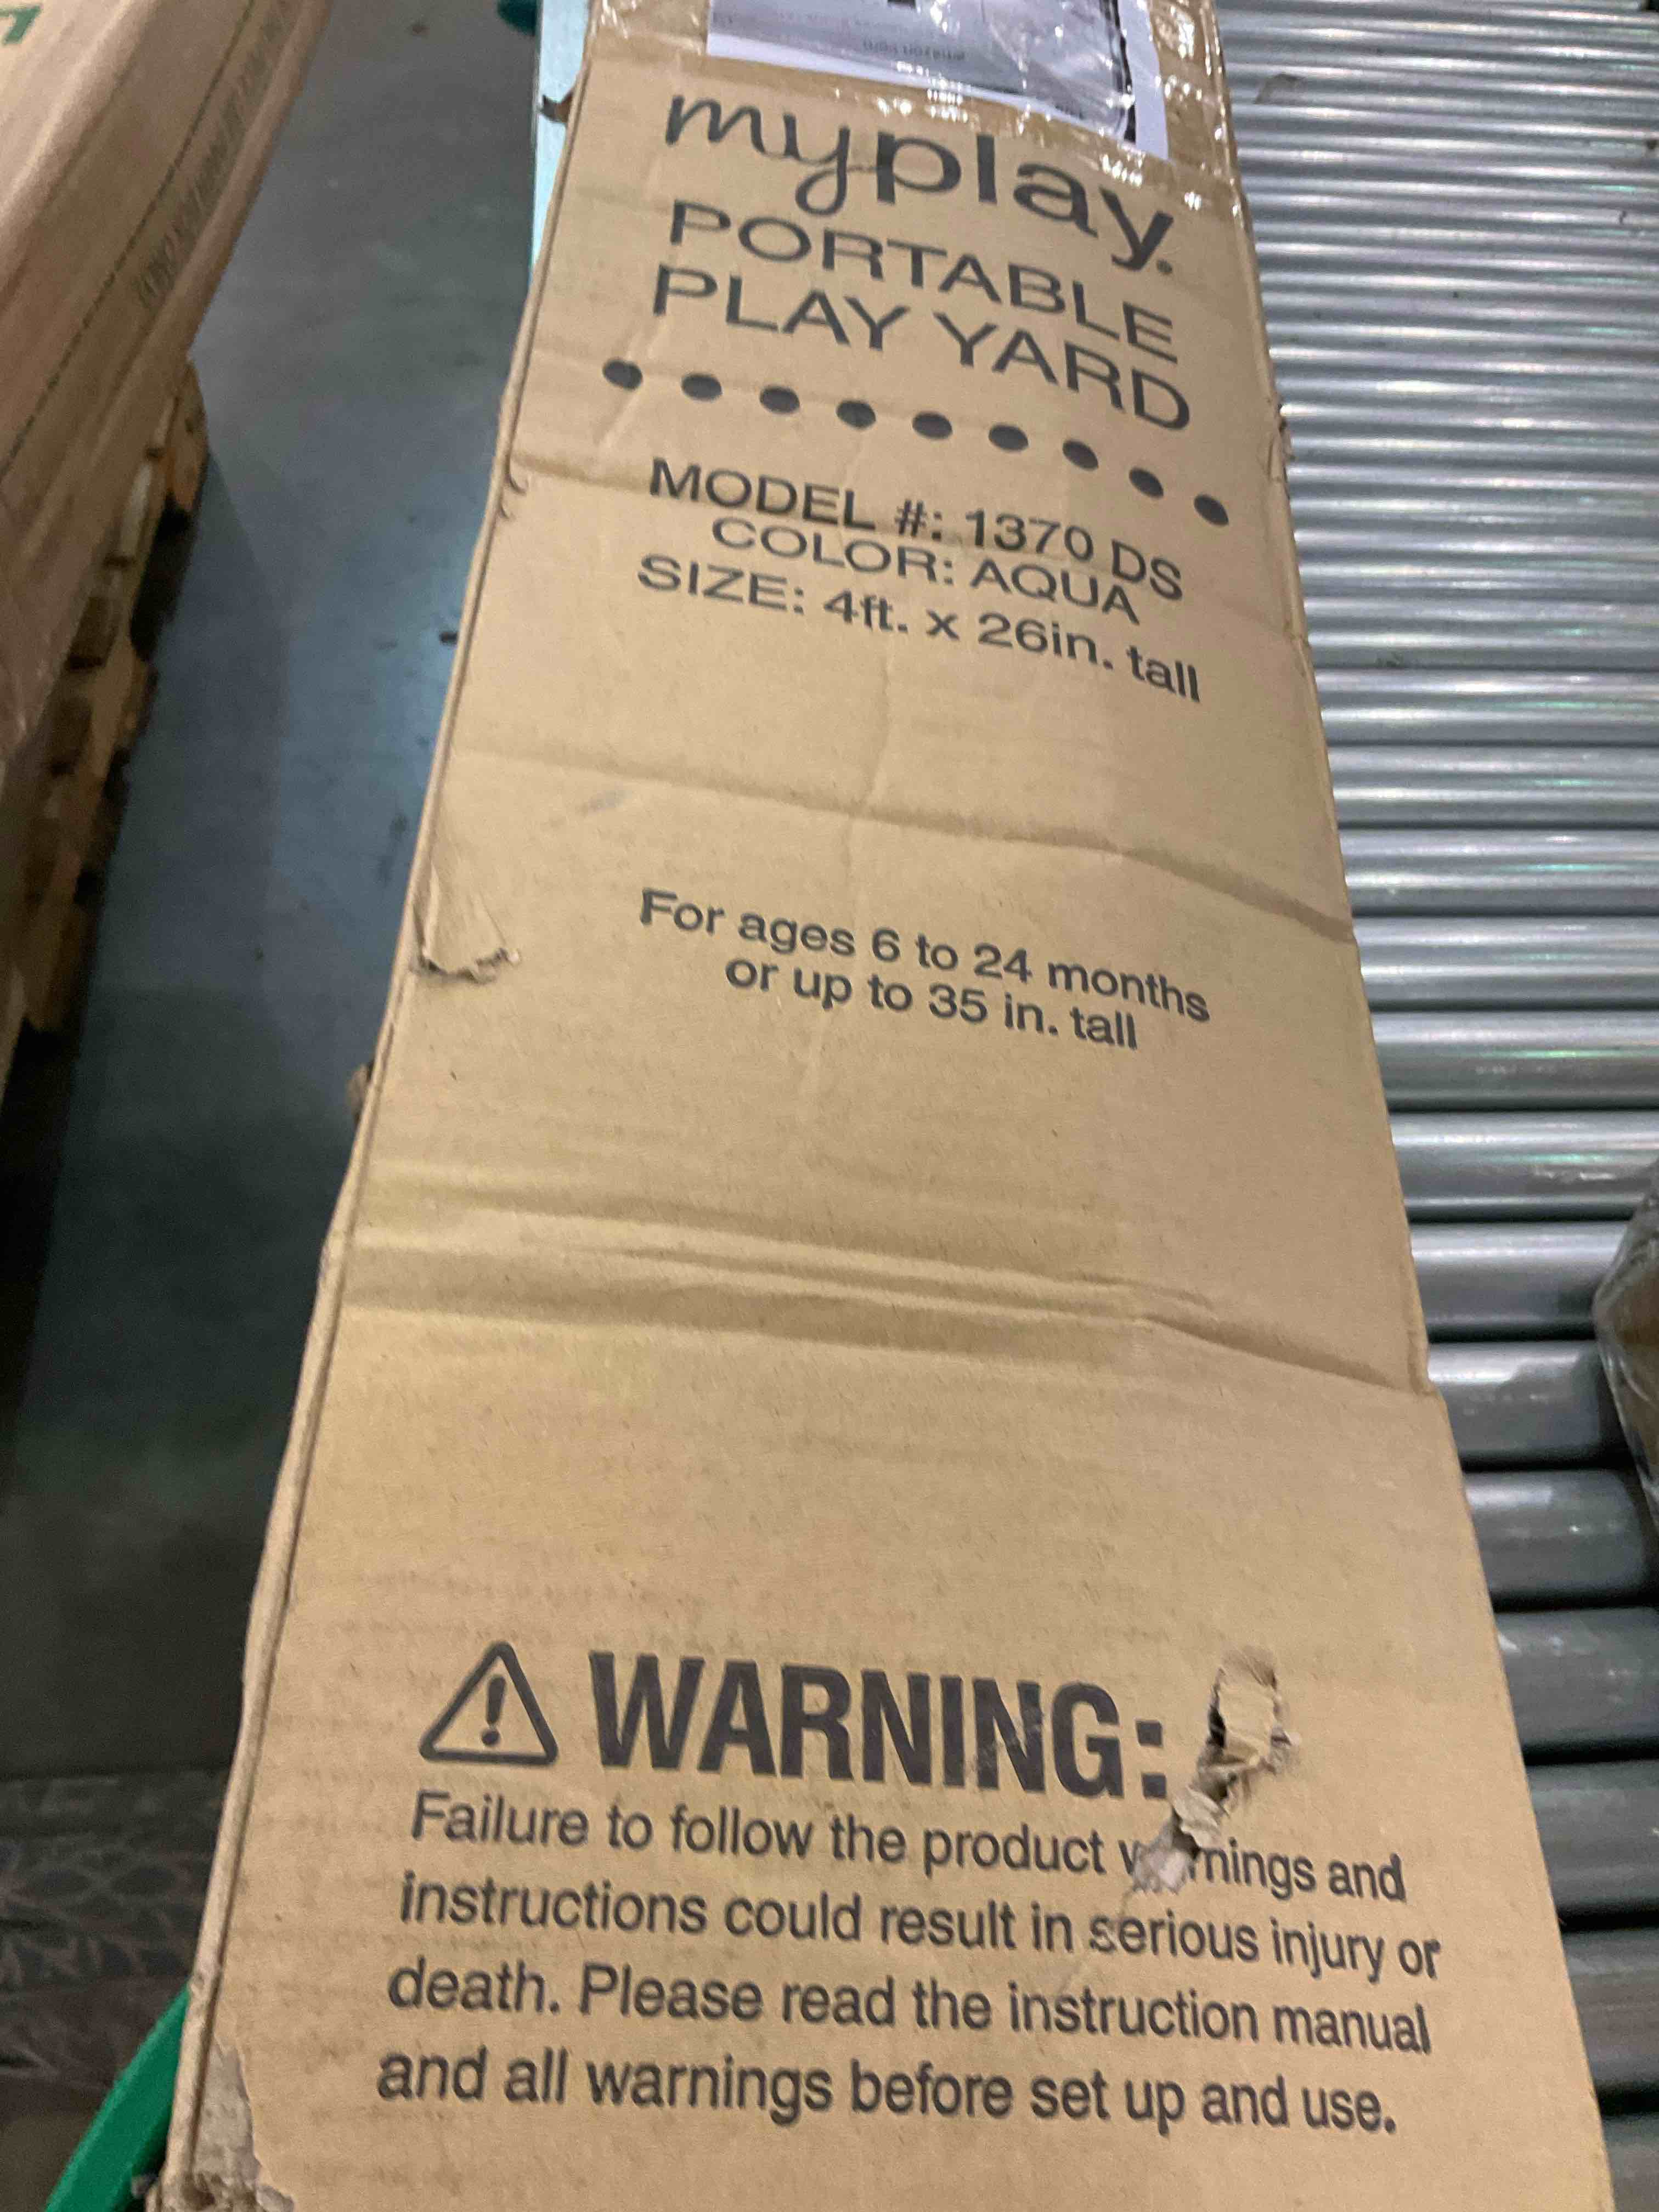 myplay.
PORTABLE
PLAY YARD
MODEL #: 1370 DS
COLOR: AQUA
SIZE: 4ft. x 26in. tall
For ages 6 to 24 months
or up to 35 in. tall
WARNING:
Failure to follow the product and
instructions could result in serious injury or
death. Please read the instruction manual
and all warnings before set up and use.